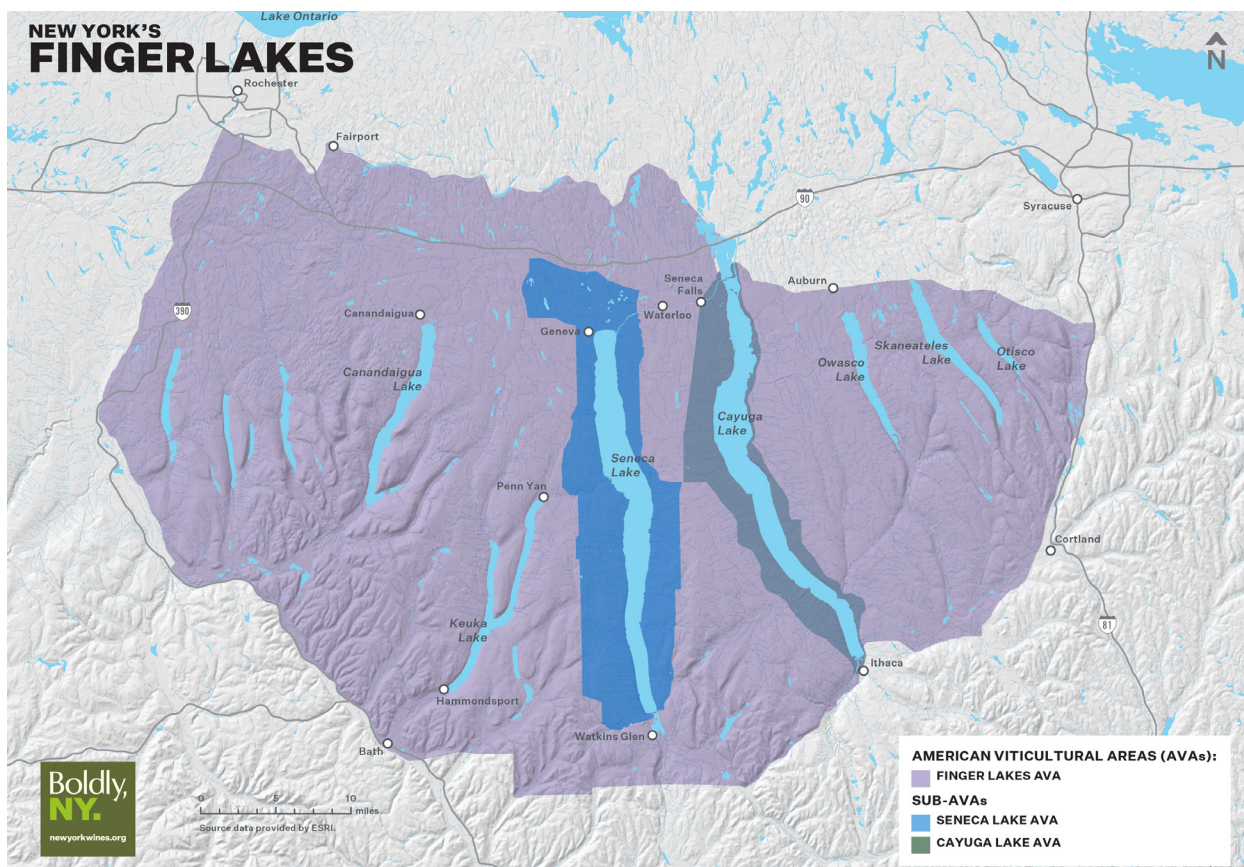 Lake Ontario
NEW YORK'S
FINGER LAKES
N
Rochester
Fairport
90
Syracuse
Seneca
Falls
Auburn
390
Canandaigua
Waterloo
Geneva
Canandaigua
Lake
Owasco
Lake
Skaneateles
Lake
Otisco
Lake
Cayuga
Lake
Seneca
Lake
Penn Yan
Cortland
Keuka
Lake
81
Ithaca
Hammondsport
Watkins Glen
Bath
Boldly,
NY.
newyorkwines.org
0 5 10
miles
Source data provided by ESRI.
AMERICAN VITICULTURAL AREAS (AVAs):
FINGER LAKES AVA
SUB-AVAs
SENECA LAKE AVA
CAYUGA LAKE AVA